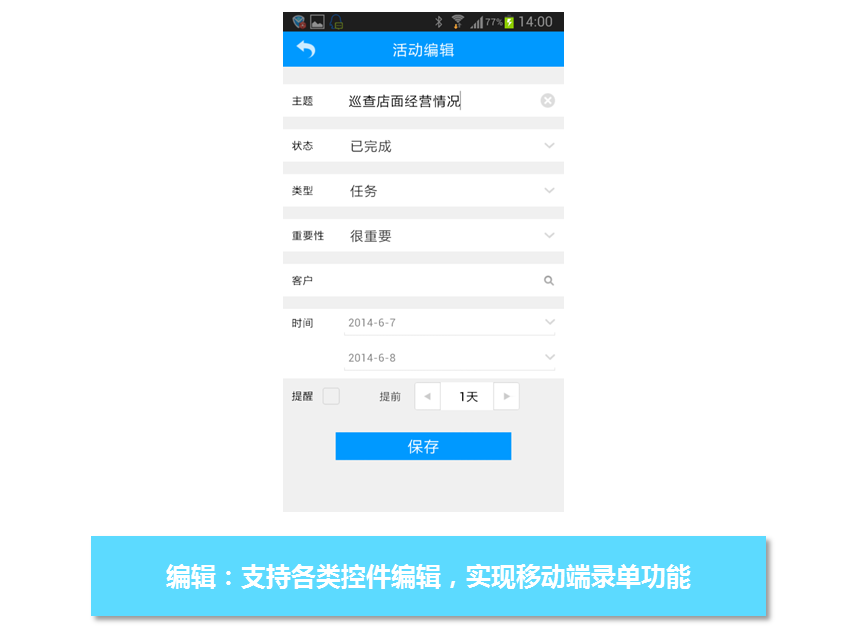 77% 14:00
活动编辑
主题 巡查店面经营情况
状态 已完成
类型 任务
重要性 很重要
客户
时间 2014-6-7
2014-6-8
提醒 提前 1天
保存
编辑：支持各类控件编辑，实现移动端录单功能